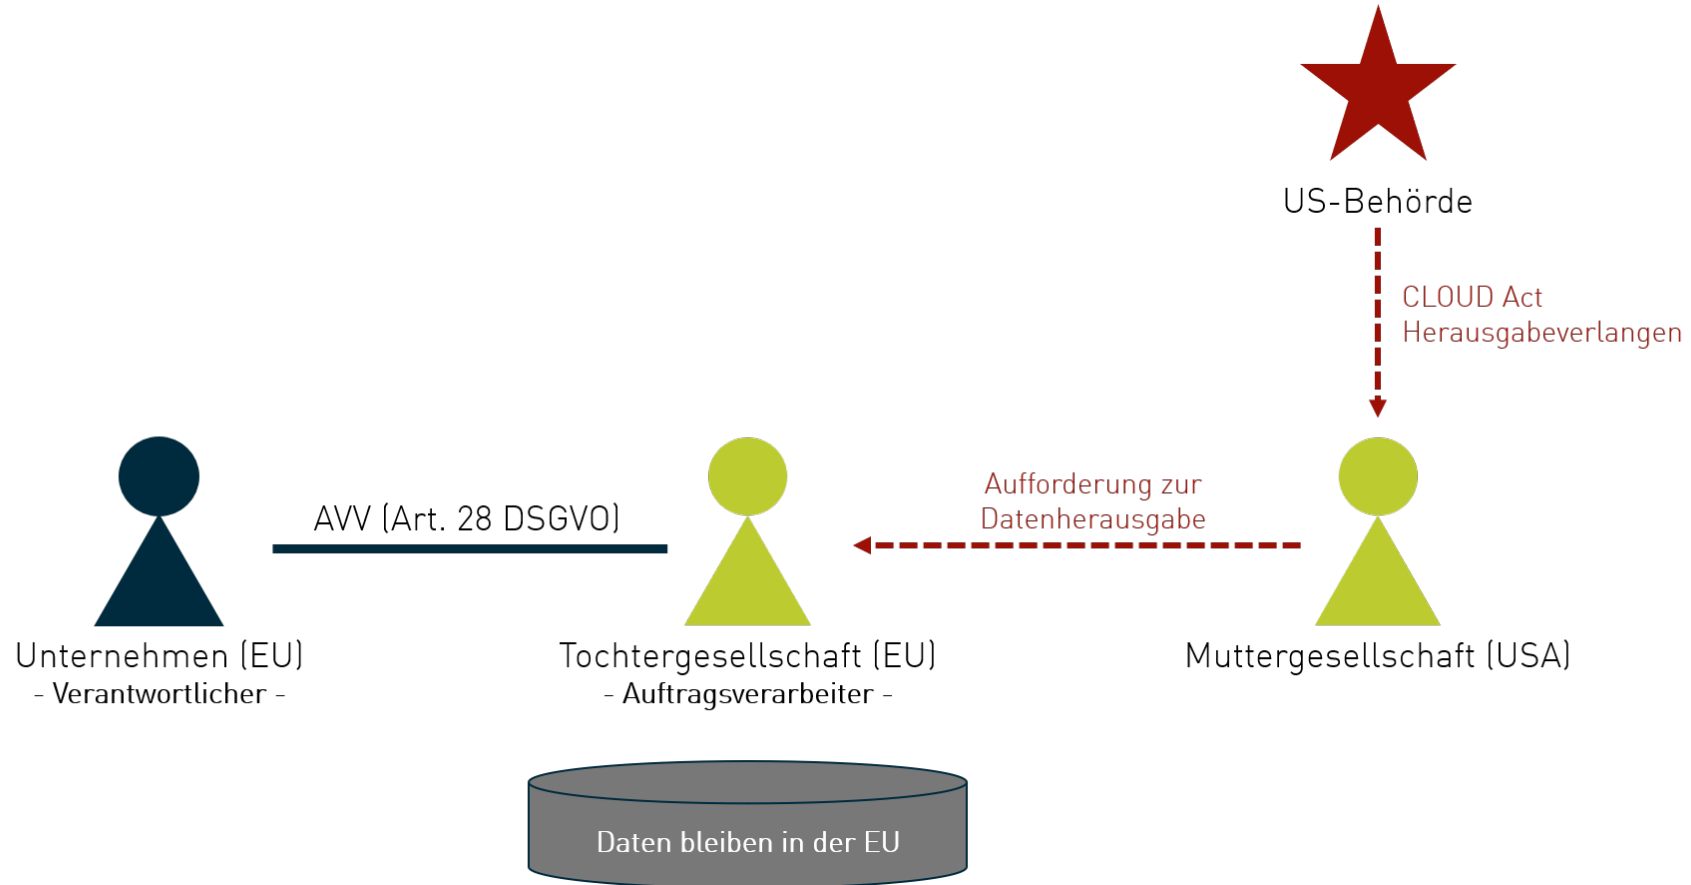 US-Behörde
CLOUD Act
Herausgabeverlangen
Aufforderung zur
Datenherausgabe
AVV (Art. 28 DSGVO)
Unternehmen (EU)
- Verantwortlicher -
Tochtergesellschaft (EU)
- Auftragsverarbeiter -
Muttergesellschaft (USA)
Daten bleiben in der EU